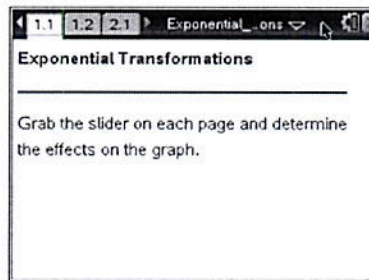 1.1 1.2 2.1 Exponential_...ons
Exponential Transformations
Grab the slider on each page and determine
the effects on the graph.